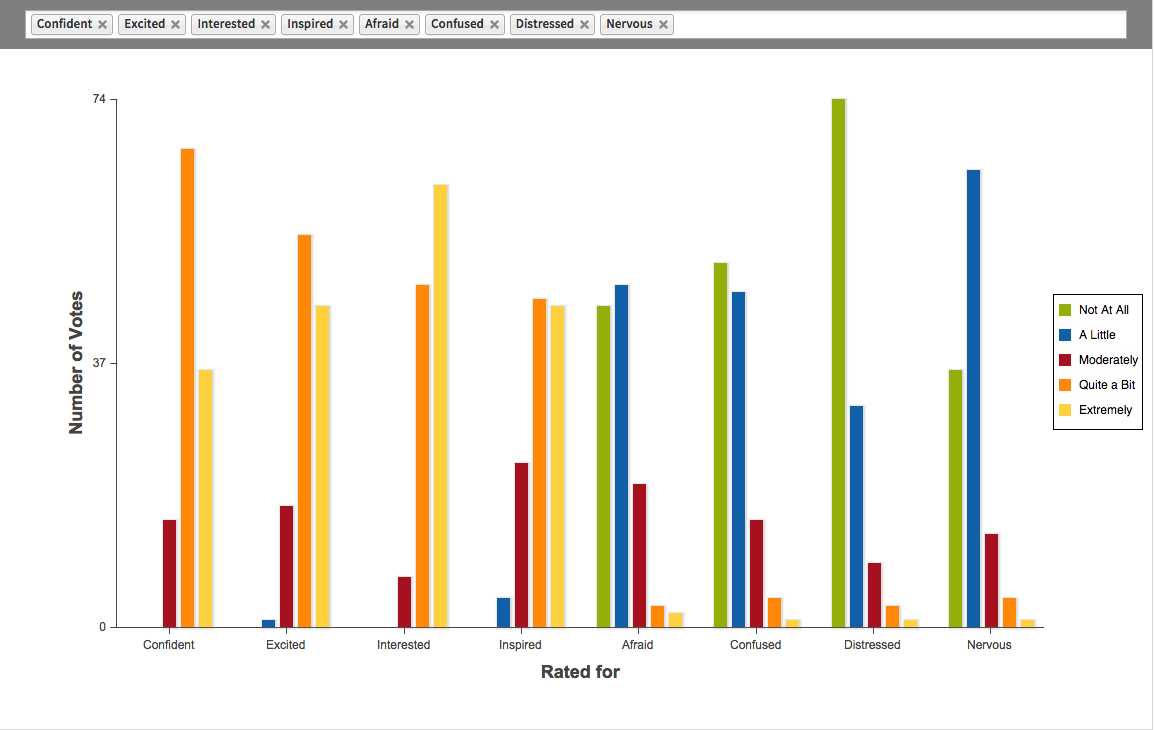 Confident Excited Interested Inspired Afraid Confused Distressed Nervous
74
37
0
Number of Votes
Confident Excited Interested Inspired Afraid Confused Distressed Nervous
Rated for
Not At All
A Little
Moderately
Quite a Bit
Extremely